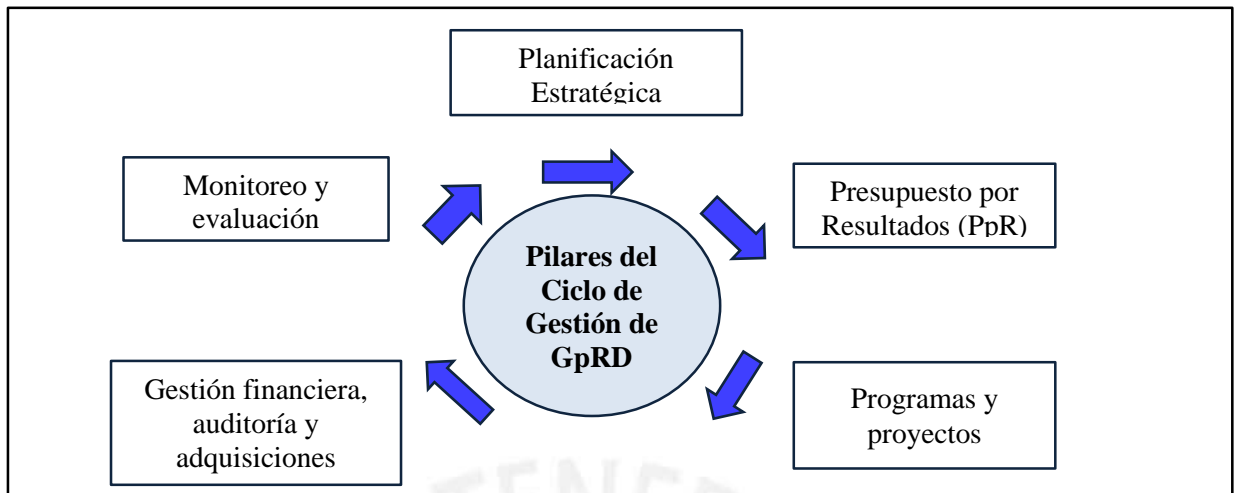 Planificación
Estratégica
Monitoreo y
evaluación
Presupuesto por
Resultados (PpR)
Pilares del
Ciclo de
Gestión de
GpRD
Gestión financiera,
auditoría y
adquisiciones
Programas y
proyectos